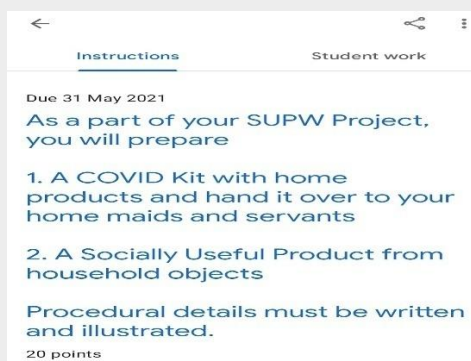 Instructions Student work
Due 31 May 2021
As a part of your SUPW Project,
you will prepare
1. A COVID Kit with home
products and hand it over to your
home maids and servants
2. A Socially Useful Product from
household objects
Procedural details must be written
and illustrated.
20 points